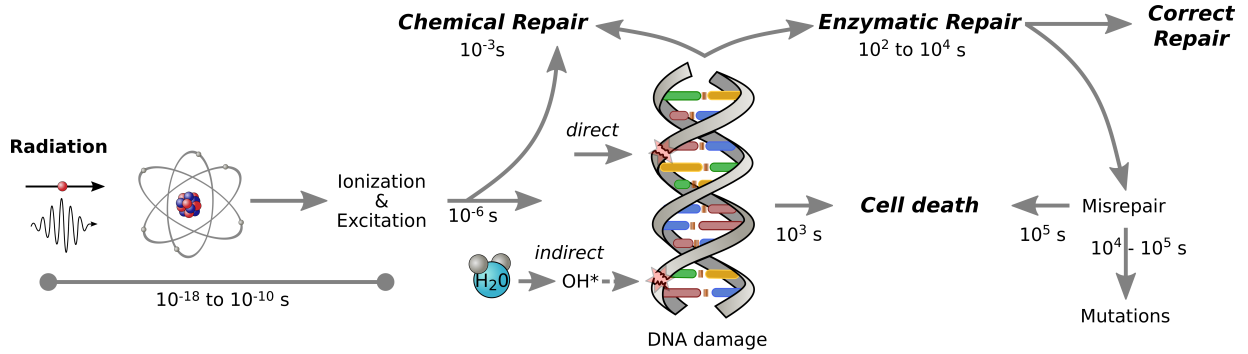 Chemical Repair
10⁻³s
Enzymatic Repair
10² to 10⁴ s
Correct
Repair
Radiation
direct
Ionization
&
Excitation
10⁻⁶ s
Cell death
Misrepair
10³ s
10⁵ s
10⁴ - 10⁵ s
indirect
H₂0
OH*
10⁻¹⁸ to 10⁻¹⁰ s
Mutations
DNA damage